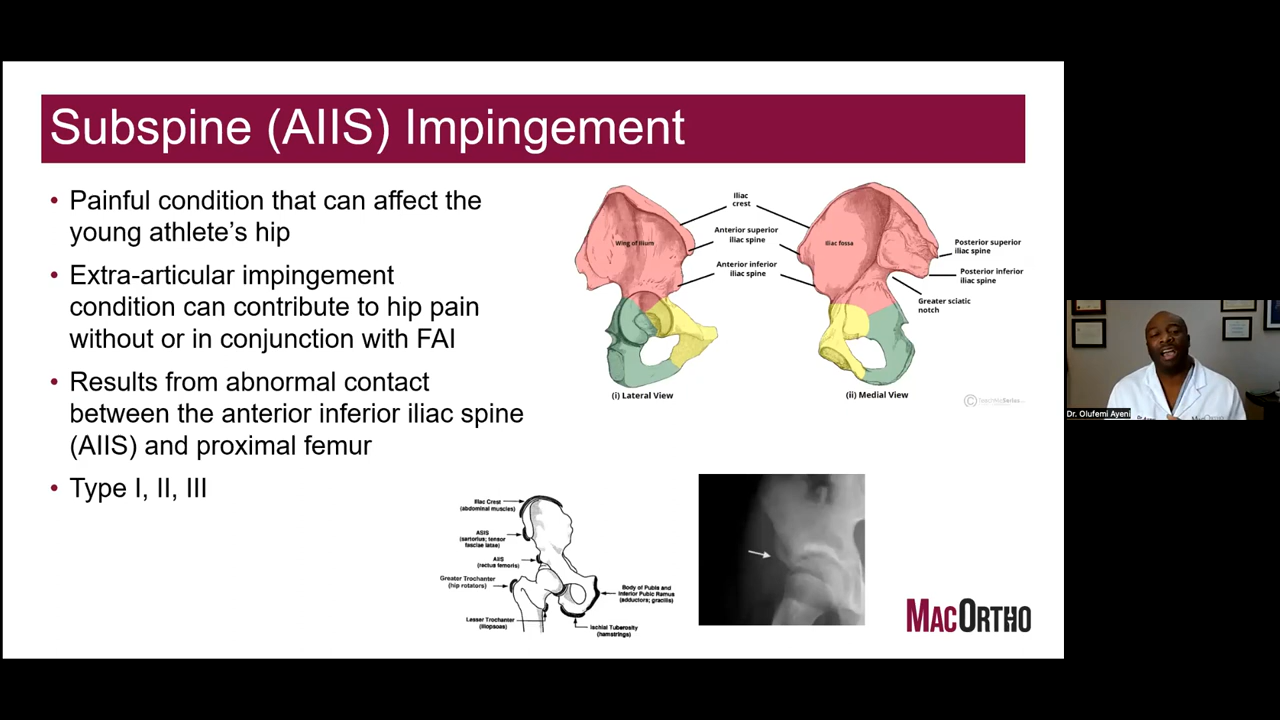 Subspine (AIIS) Impingement
• Painful condition that can affect the
young athlete's hip
• Extra-articular impingement
condition can contribute to hip pain
without or in conjunction with FAI
• Results from abnormal contact
between the anterior inferior iliac spine
(AIIS) and proximal femur
• Type I, II, III
Iliac
crest
Anterior superior
iliac spine
Anterior inferior
iliac spine
Wing of Ilium
Iliac fossa
Posterior superior
iliac spine
Posterior inferior
iliac spine
Greater sciatic
notch
(i) Lateral View
(ii) Medial View
Iliac Crest
(abdominal muscles)
ASIS
(sartorius; tensor
fasciae latae)
AIIS
(rectus femoris)
Greater Trochanter
(hip rotators)
Lesser Trochanter
(iliopsoas)
Body of Pubis and
Inferior Pubic Ramus
(adductors; gracilis)
Ischial Tuberosity
(hamstrings)
MACORTHO
Dr. Olufemi Ayeni